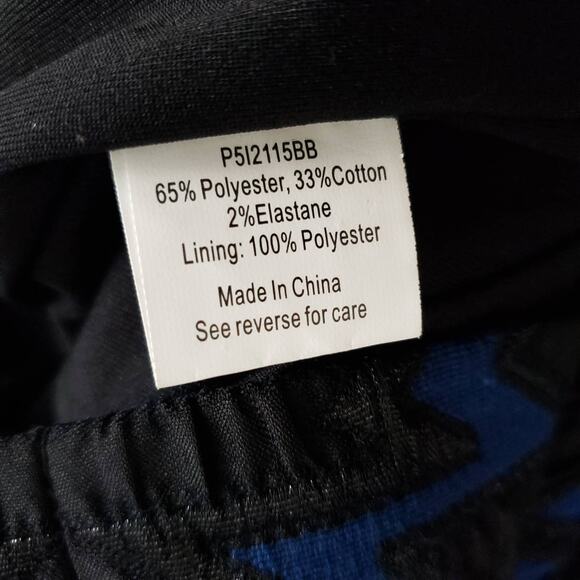 P5I2115BB
65% Polyester, 33%Cotton
2%Elastane
Lining: 100% Polyester
Made In China
See reverse for care